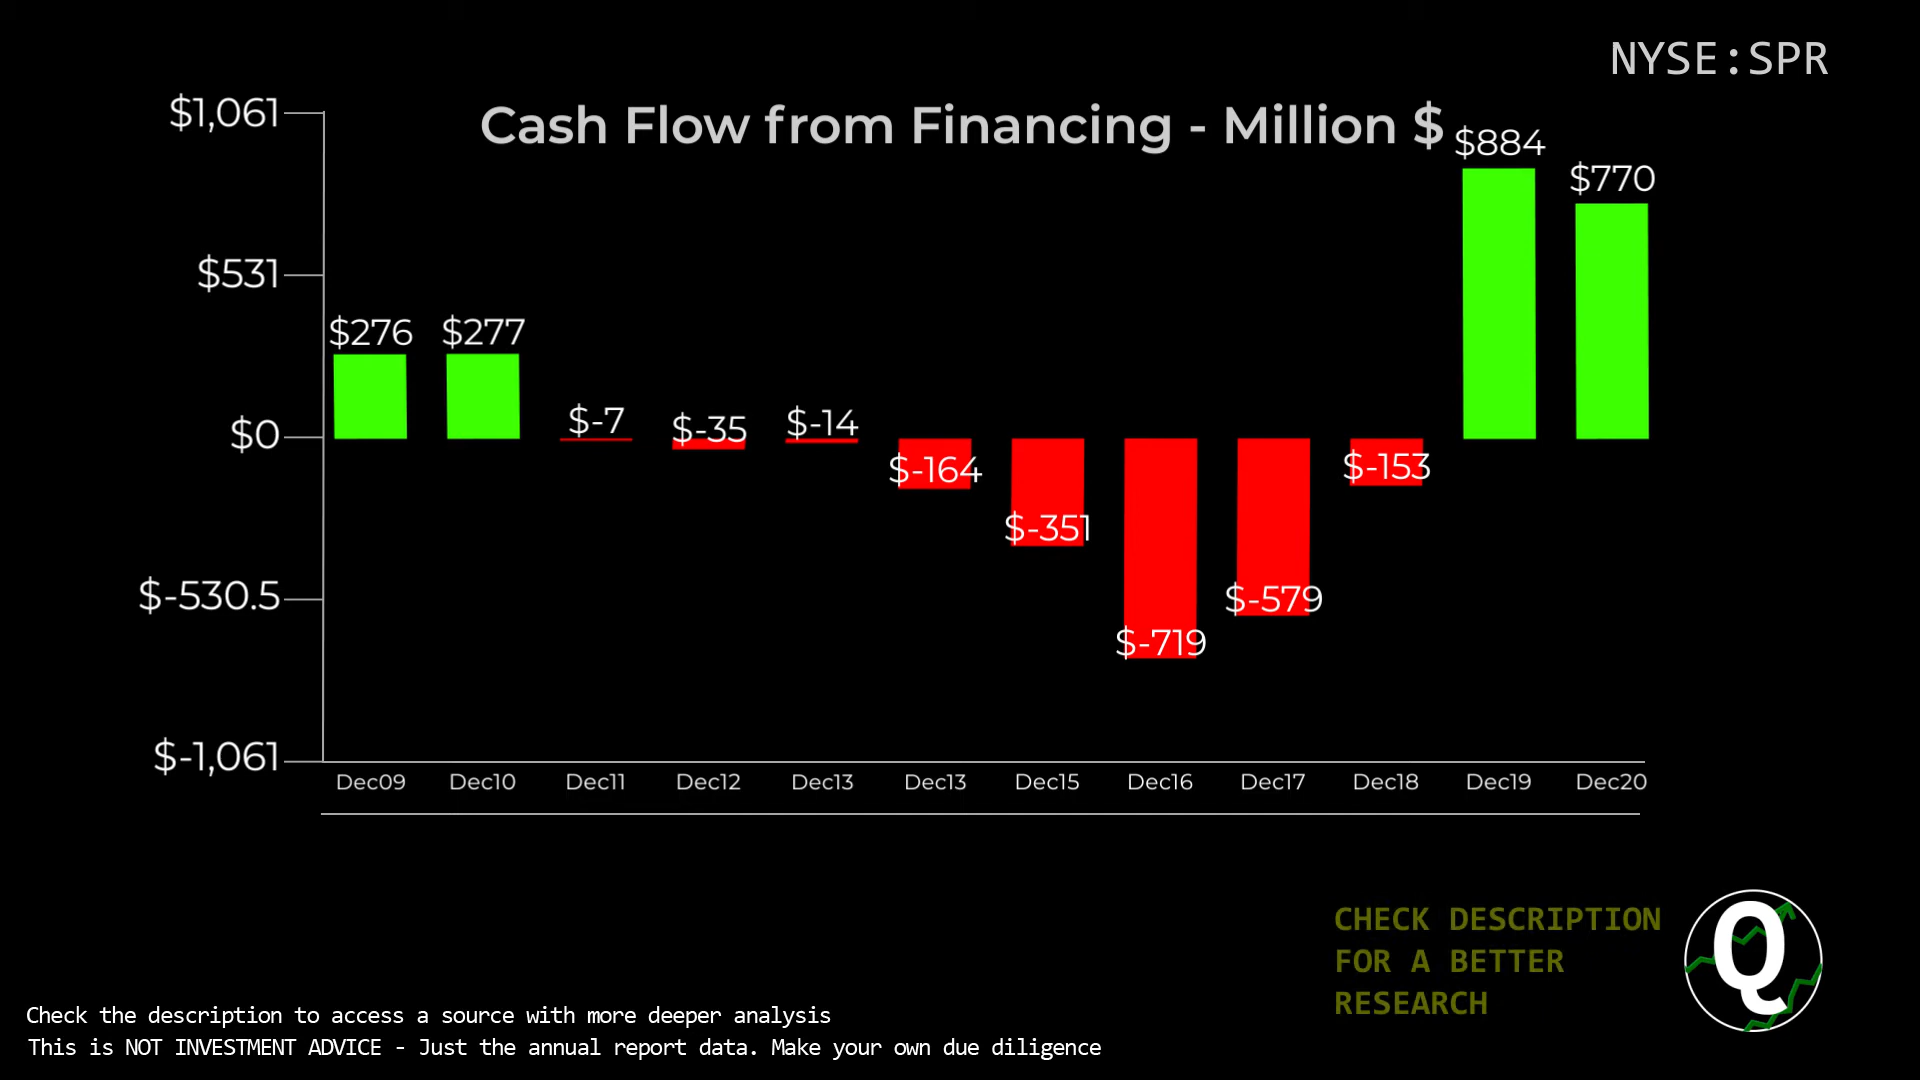 NYSE:SPR
Cash Flow from Financing - Million $
$1,061
$531
$0
$-530.5
$-1,061
$276
$277
$-7
$-35
$-14
$-164
$-351
$-719
$-579
$-153
$884
$770
Dec09 Dec10 Dec11 Dec12 Dec13 Dec13 Dec15 Dec16 Dec17 Dec18 Dec19 Dec20
CHECK DESCRIPTION
FOR A BETTER
RESEARCH
Q
Check the description to access a source with more deeper analysis
This is NOT INVESTMENT ADVICE - Just the annual report data. Make your own due diligence